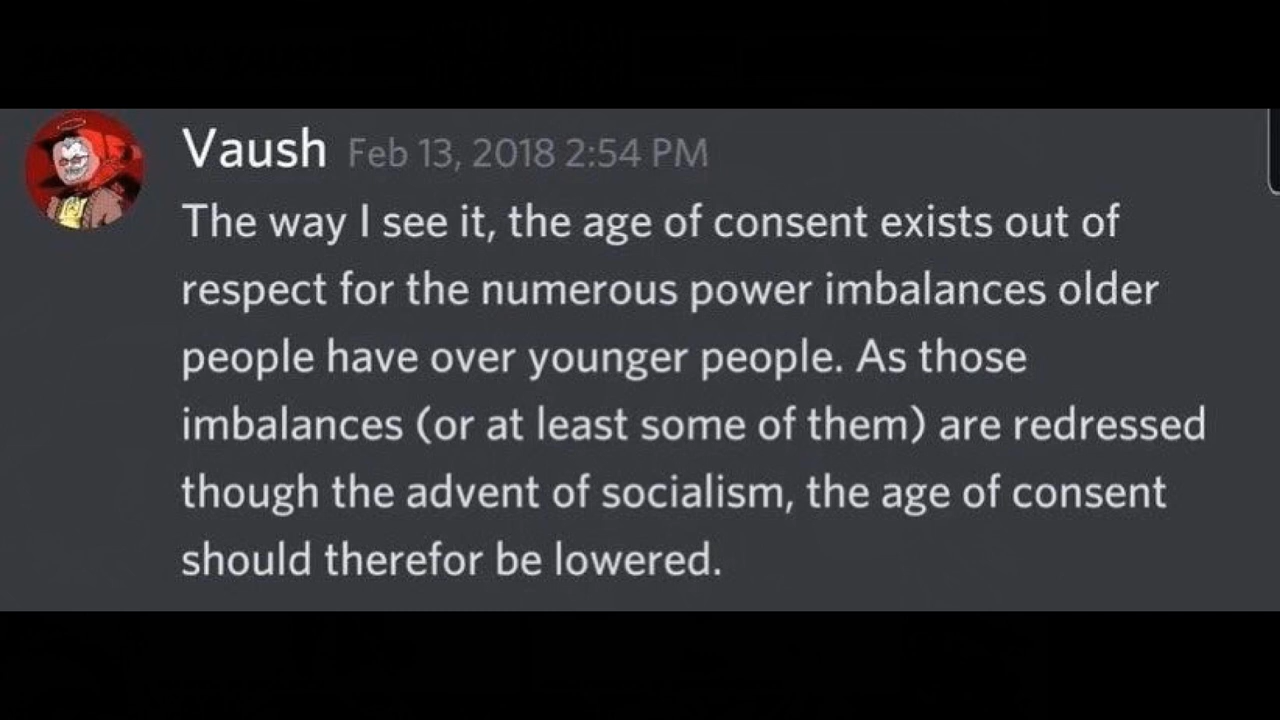 Vaush Feb 13, 2018 2:54 PM
The way I see it, the age of consent exists out of
respect for the numerous power imbalances older
people have over younger people. As those
imbalances (or at least some of them) are redressed
though the advent of socialism, the age of consent
should therefor be lowered.